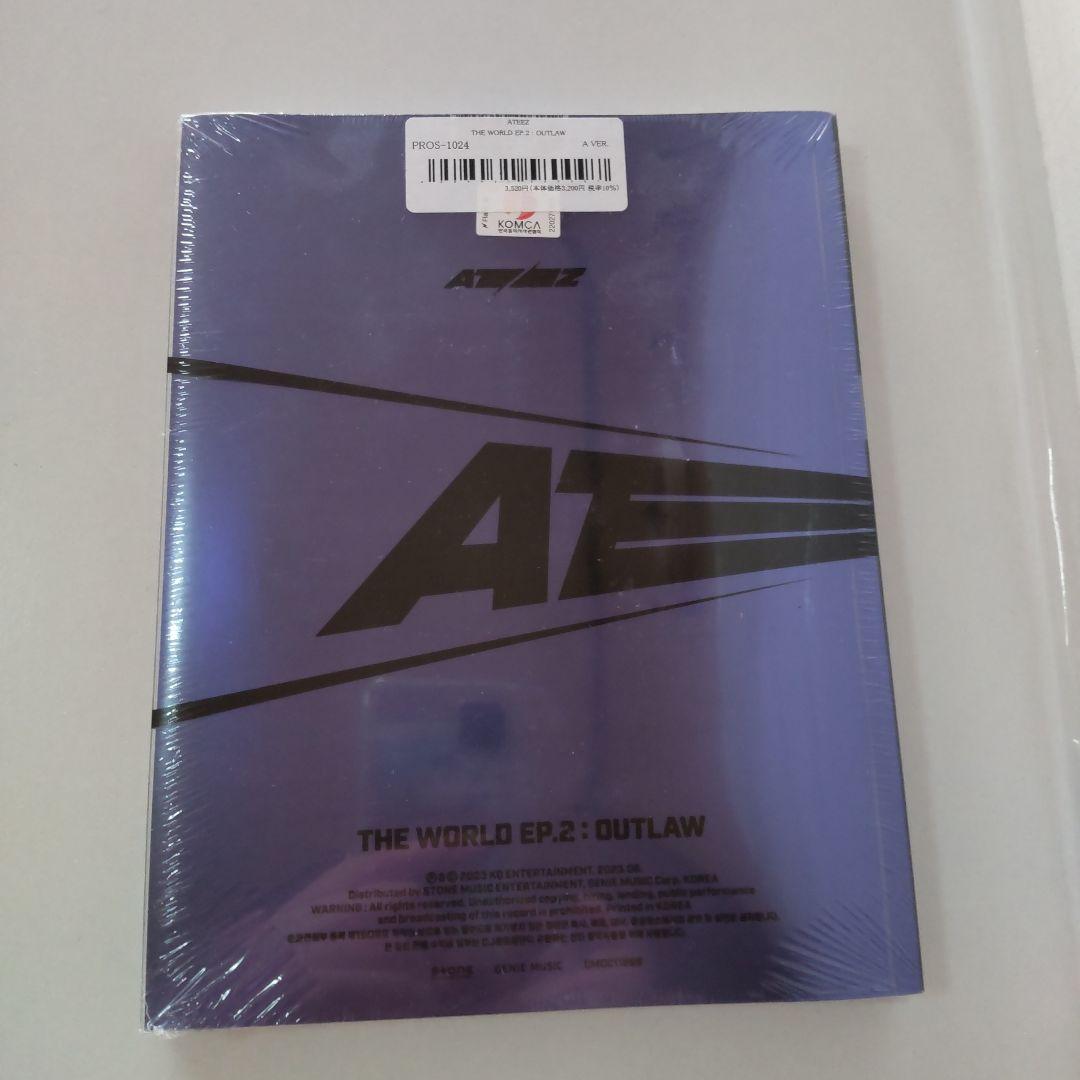 ATEEZ
THE WORLD EP.2 : OUTLAW
PROS-1024 A VER.
3,520円(本体価格3,200円 税率10%)
KOMCA
ATEEZ
AT
THE WORLD EP.2 : OUTLAW
Ⓟ&Ⓒ 2023 KQ ENTERTAINMENT. 2023.06.
Distributed by STONE MUSIC ENTERTAINMENT, GENIE MUSIC Corp. KOREA
WARNING : All rights reserved. Unauthorized copying, hiring, lending, public performance
and broadcasting of this record is prohibited. Printed in KOREA
stone GENIE MUSIC